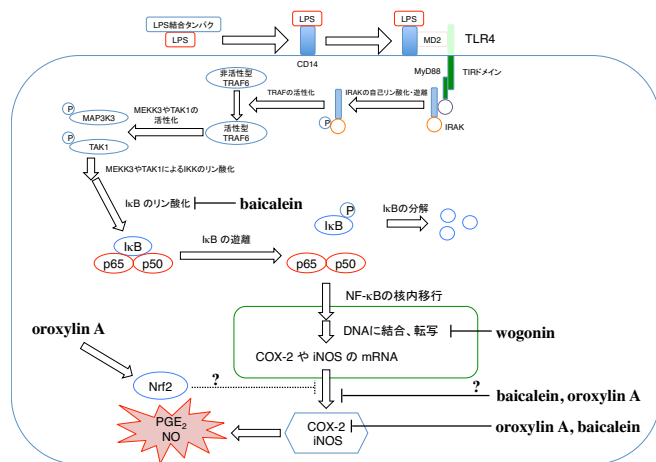 LPS結合タンパク
LPS
LPS
CD14
LPS
MD2
TLR4
MyD88
TIRドメイン
非活性型
TRAF6
TRAFの活性化
IRAKの自己リン酸化・遊離
P
IRAK
MEKK3やTAK1の
活性化
活性型
TRAF6
P
MAP3K3
P
TAK1
MEKK3やTAK1によるIKKのリン酸化
IκB のリン酸化
baicalein
P
IκB
IκBの分解
IκB
p65
p50
IκB の遊離
p65
p50
NF-κBの核内移行
DNAに結合、転写
wogonin
COX-2 や iNOS の mRNA
oroxylin A
Nrf2
?
?
baicalein, oroxylin A
PGE₂
NO
COX-2
iNOS
oroxylin A, baicalein